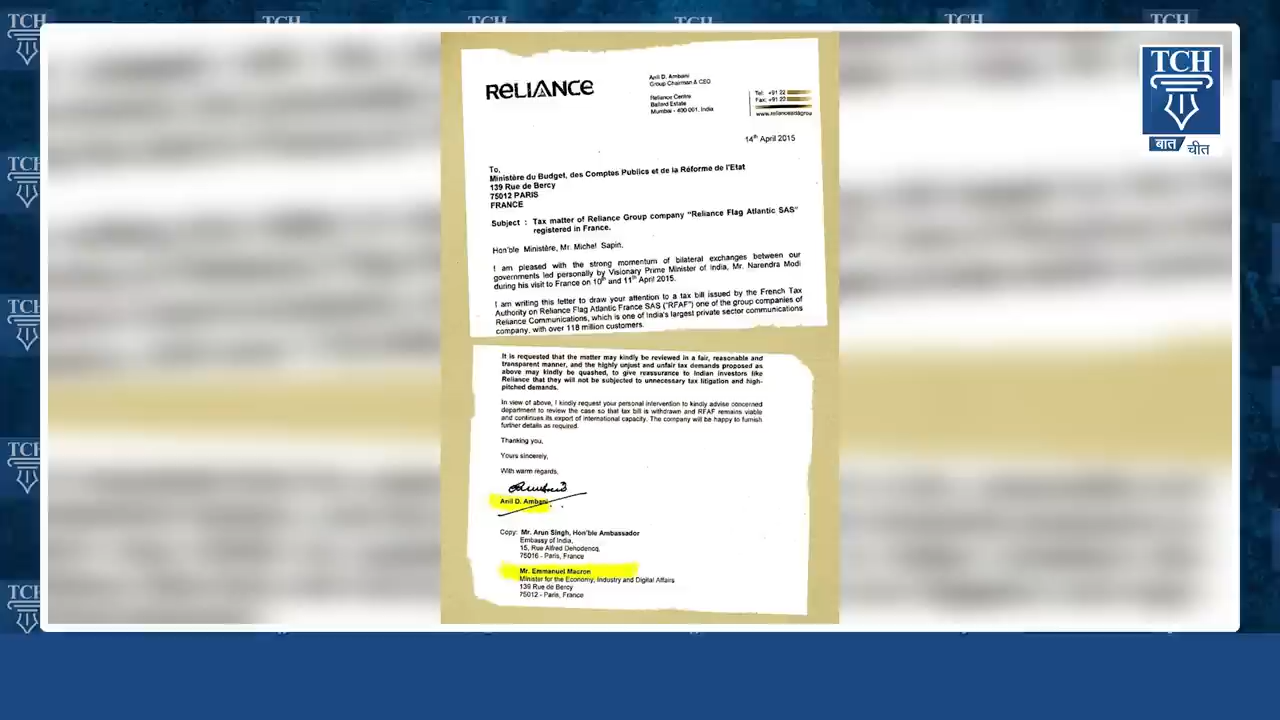 TCH
TCH
TCH
TCH
TCH
TCH
बात चीत
RELIANCE
Anil D. Ambani
Group Chairman & CEO
Reliance Centre
Ballard Estate
Mumbai - 400 001. India
Tel: +91 22
Fax: +91 22
14th April 2015
To,
Ministère du Budget, des Comptes Publics et de la Réforme de l'Etat
139 Rue de Bercy
75012 PARIS
FRANCE
Subject : Tax matter of Reliance Group company "Reliance Flag Atlantic SAS"
registered in France.
Hon'ble Ministère, Mr. Michel Sapin,
I am pleased with the strong momentum of bilateral exchanges between our
governments led personally by Visionary Prime Minister of India, Mr. Narendra Modi
during his visit to France on 10th and 11th April 2015.
I am writing this letter to draw your attention to a tax bill issued by the French Tax
Authority on Reliance Flag Atlantic France SAS ("RFAF") one of the group companies of
Reliance Communications, which is one of India's largest private sector communications
company, with over 118 million customers.
It is requested that the matter may kindly be reviewed in a fair, reasonable and
transparent manner, and the highly unjust and unfair tax demands proposed as
above may kindly be quashed, to give reassurance to Indian investors like
Reliance that they will not be subjected to unnecessary tax litigation and high-
pitched demands.
In view of above, I kindly request your personal intervention to kindly advise concerned
department to review the case so that tax bill is withdrawn and RFAF remains viable
and continues its export of international capacity. The company will be happy to furnish
further details as required.
Thanking you,
Yours sincerely,
With warm regards,
Anil D. Ambani
Copy: Mr. Arun Singh, Hon'ble Ambassador
Embassy of India,
15, Rue Alfred Dehodencq,
75016 - Paris, France
Mr. Emmanuel Macron
Minister for the Economy, Industry and Digital Affairs
139 Rue de Bercy
75012 - Paris, France
TCH
TCH
TCH
TCH